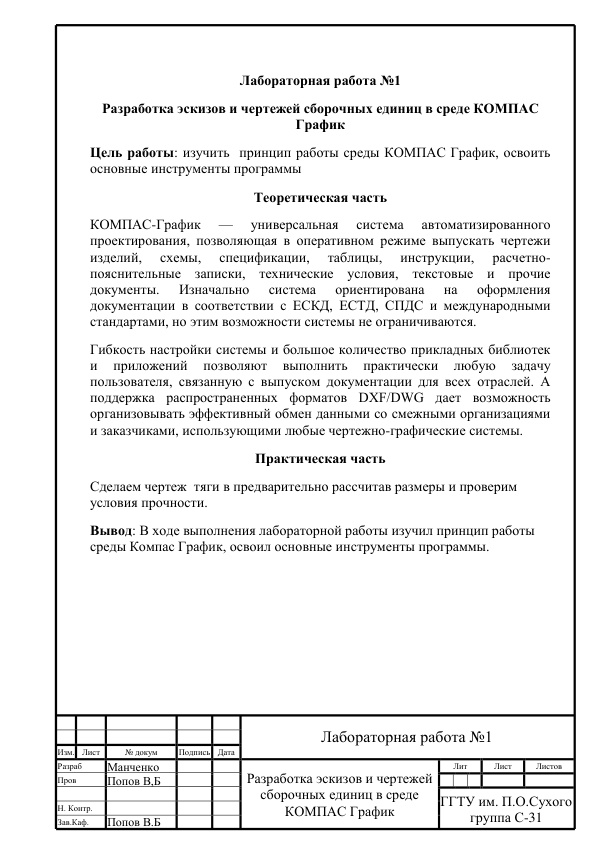 Лабораторная работа №1
Разработка эскизов и чертежей сборочных единиц в среде КОМПАС
График
Цель работы: изучить принцип работы среды КОМПАС График, освоить
основные инструменты программы
Теоретическая часть
КОМПАС-График — универсальная система автоматизированного
проектирования, позволяющая в оперативном режиме выпускать чертежи
изделий, схемы, спецификации, таблицы, инструкции, расчетно-
пояснительные записки, технические условия, текстовые и прочие
документы. Изначально система ориентирована на оформления
документации в соответствии с ЕСКД, ЕСТД, СПДС и международными
стандартами, но этим возможности системы не ограничиваются.
Гибкость настройки системы и большое количество прикладных библиотек
и приложений позволяют выполнить практически любую задачу
пользователя, связанную с выпуском документации для всех отраслей. А
поддержка распространенных форматов DXF/DWG дает возможность
организовывать эффективный обмен данными со смежными организациями
и заказчиками, использующими любые чертежно-графические системы.
Практическая часть
Сделаем чертеж тяги в предварительно рассчитав размеры и проверим
условия прочности.
Вывод: В ходе выполнения лабораторной работы изучил принцип работы
среды Компас График, освоил основные инструменты программы.
Лабораторная работа №1
Изм. Лист № докум Подпись Дата
Разраб Манченко
Пров Попов В,Б
Н. Контр.
Зав.Каф. Попов В.Б
Разработка эскизов и чертежей
сборочных единиц в среде
КОМПАС График
Лит Лист Листов
ГГТУ им. П.О.Сухого
группа С-31